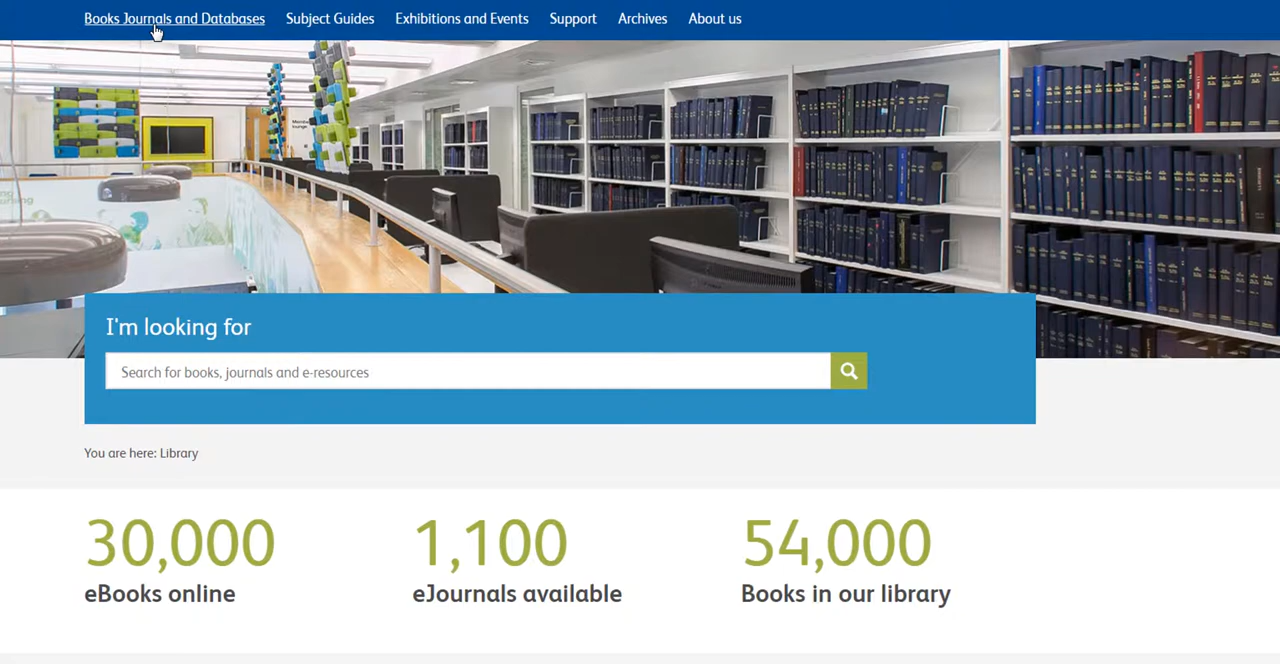 Books Journals and Databases Subject Guides Exhibitions and Events Support Archives About us
I'm looking for
Search for books, journals and e-resources
You are here: Library
30,000 1,100 54,000
eBooks online eJournals available Books in our library